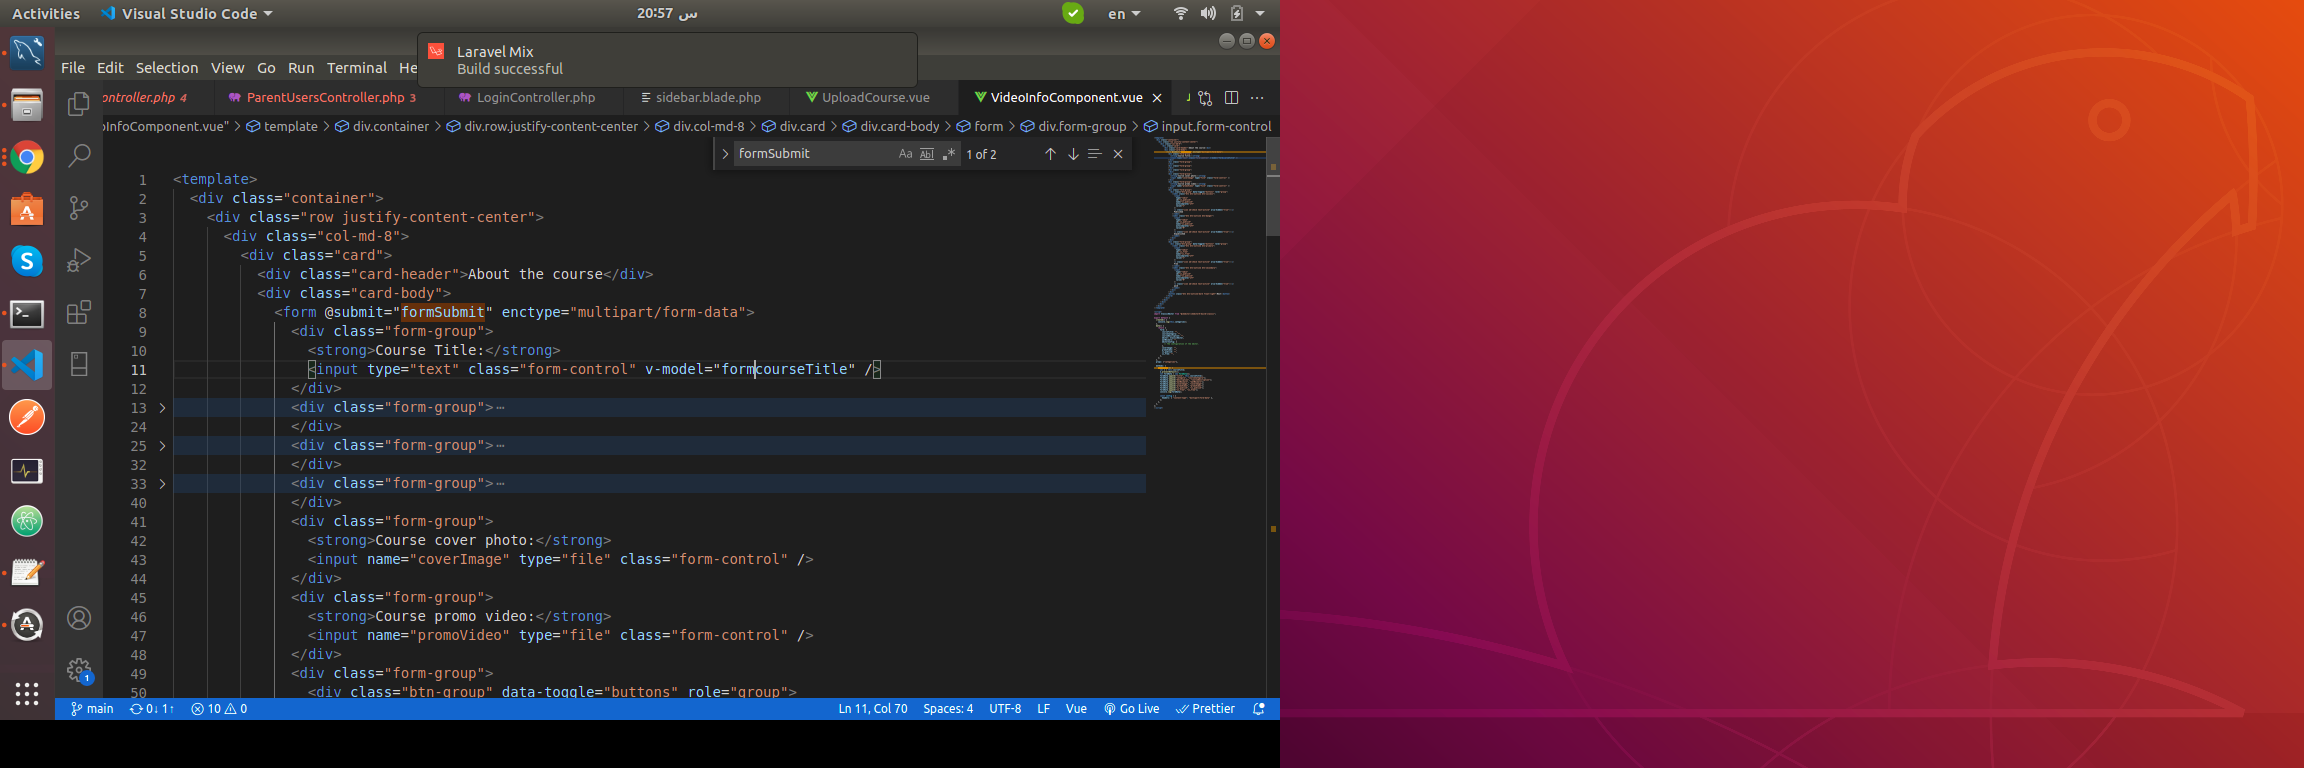 Activities Visual Studio Code س 20:57 en
Laravel Mix
Build successful
File Edit Selection View Go Run Terminal He
ontroller.php 4 ParentUsersController.php 3 LoginController.php sidebar.blade.php UploadCourse.vue VideoInfoComponent.vue
oInfoComponent.vue" > template > div.container > div.row.justify-content-center > div.col-md-8 > div.card > div.card-body > form > div.form-group > input.form-control
formSubmit Aa Abl .* 1 of 2
1 <template>
2 <div class="container">
3 <div class="row justify-content-center">
4 <div class="col-md-8">
5 <div class="card">
6 <div class="card-header">About the course</div>
7 <div class="card-body">
8 <form @submit="formSubmit" enctype="multipart/form-data">
9 <div class="form-group">
10 <strong>Course Title:</strong>
11 <input type="text" class="form-control" v-model="formcourseTitle" />
12 </div>
13 <div class="form-group">…
24 </div>
25 <div class="form-group">…
32 </div>
33 <div class="form-group">…
40 </div>
41 <div class="form-group">
42 <strong>Course cover photo:</strong>
43 <input name="coverImage" type="file" class="form-control" />
44 </div>
45 <div class="form-group">
46 <strong>Course promo video:</strong>
47 <input name="promoVideo" type="file" class="form-control" />
48 </div>
49 <div class="form-group">
50 <div class="btn-group" data-toggle="buttons" role="group">
1
main 0↓ 1↑ 10 0 Ln 11, Col 70 Spaces: 4 UTF-8 LF Vue Go Live Prettier